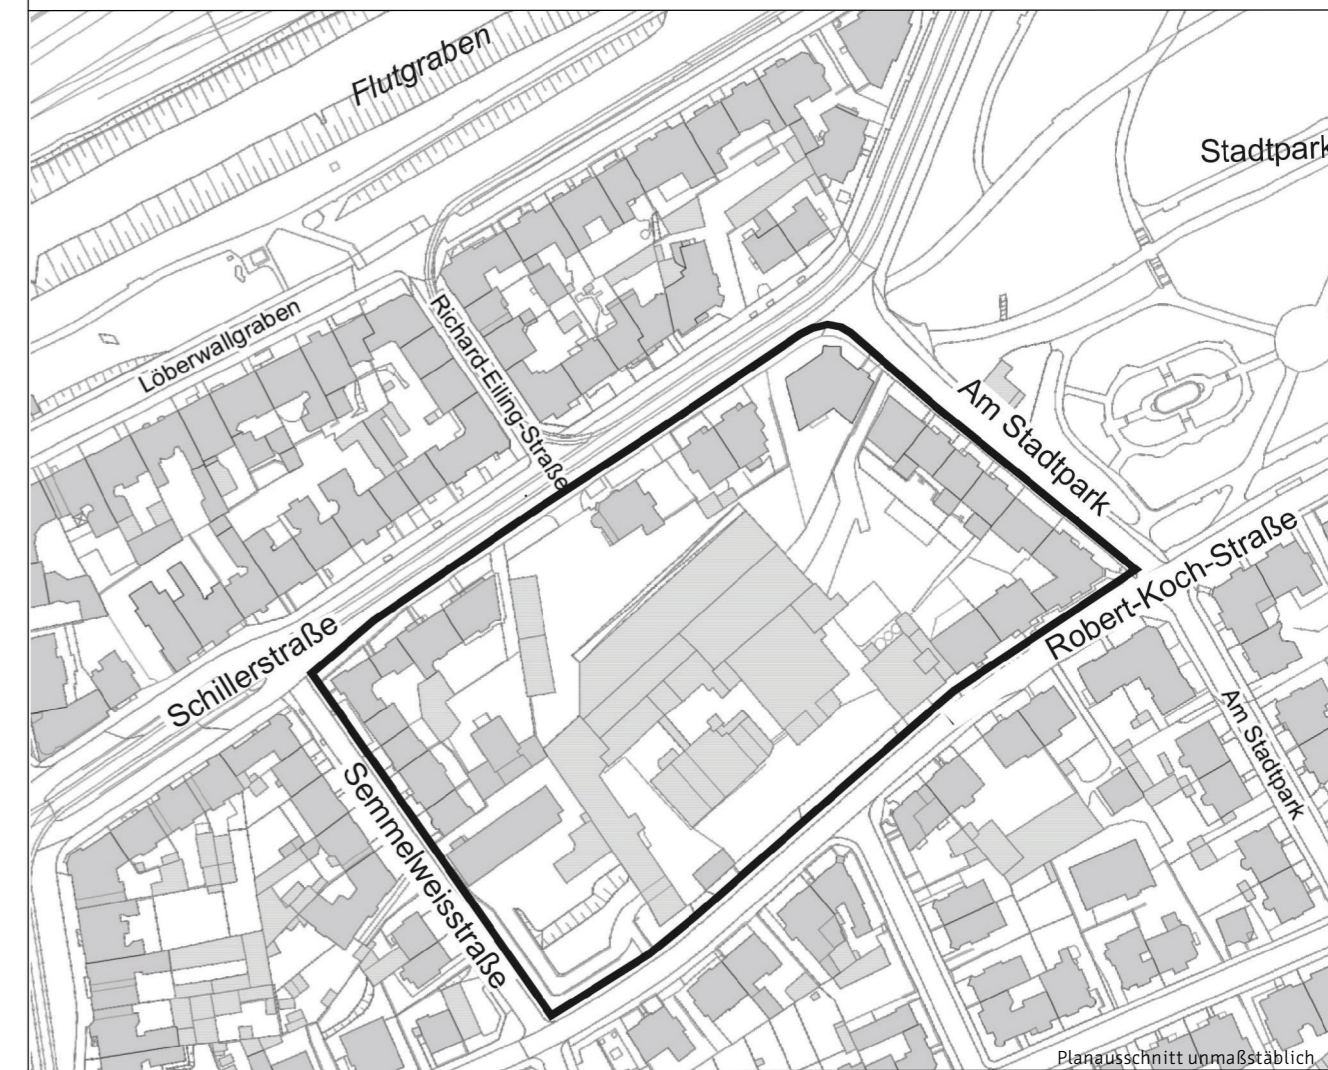 Flutgraben
Stadtpark
Löberwallgraben
Richard-Eiling-Straße
Am Stadtpark
Robert-Koch-Straße
Schillerstraße
Am Stadtpark
Semmelweisstraße
Planausschnitt unmaßstäblich